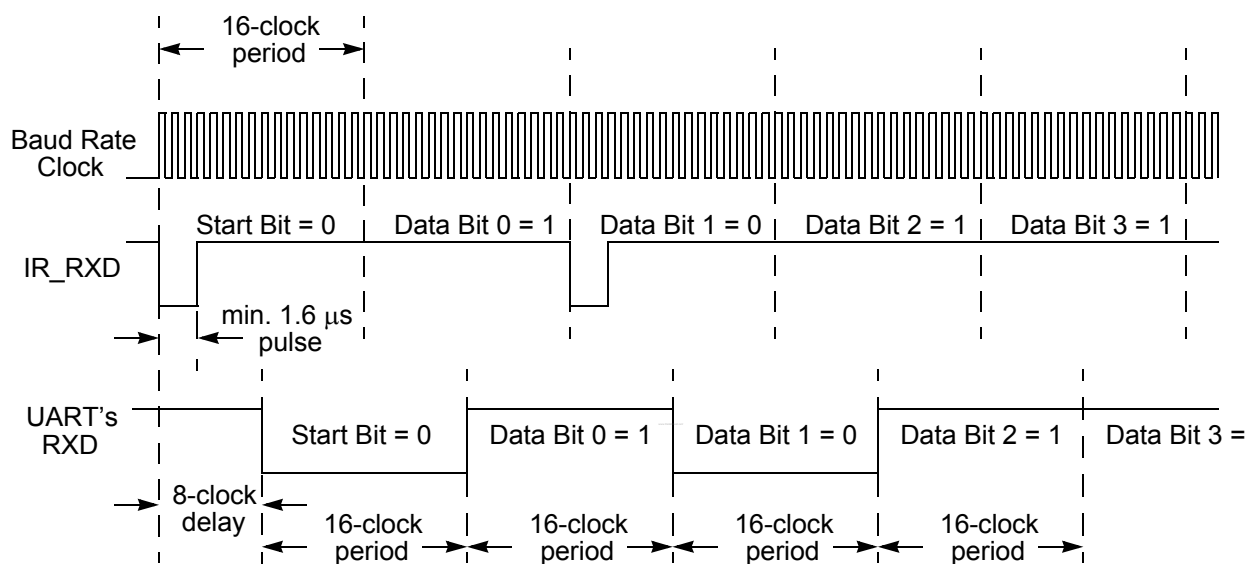 16-clock
period
Baud Rate
Clock
Start Bit = 0
Data Bit 0 = 1
Data Bit 1 = 0
Data Bit 2 = 1
Data Bit 3 = 1
IR_RXD
min. 1.6 μs
pulse
UART's
RXD
Start Bit = 0
Data Bit 0 = 1
Data Bit 1 = 0
Data Bit 2 = 1
Data Bit 3 =
8-clock
delay
16-clock
period
16-clock
period
16-clock
period
16-clock
period